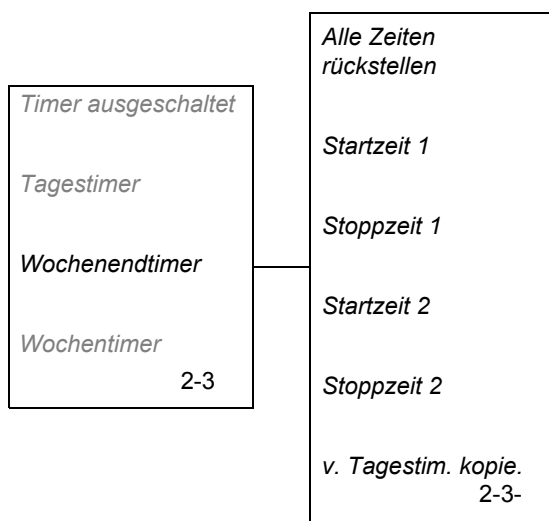 Timer ausgeschaltet
Tagestimer
Wochenendtimer
Wochentimer
2-3
Alle Zeiten
rückstellen
Startzeit 1
Stoppzeit 1
Startzeit 2
Stoppzeit 2
v. Tagestim. kopie.
2-3-